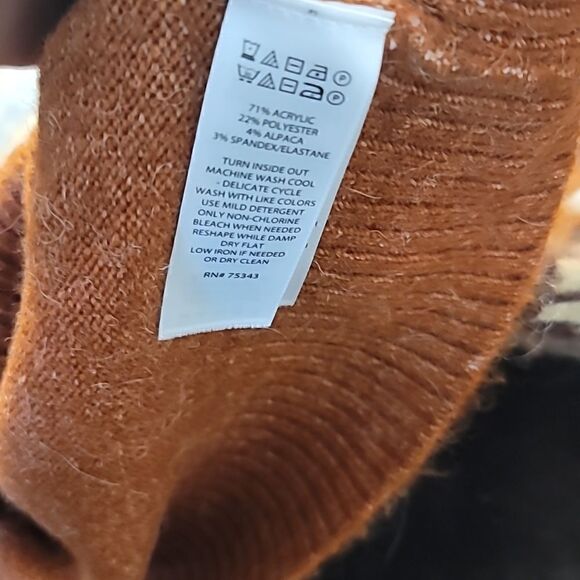 P
P
71% ACRYLIC
22% POLYESTER
4% ALPACA
3% SPANDEX/ELASTANE
TURN INSIDE OUT
MACHINE WASH COOL
- DELICATE CYCLE
WASH WITH LIKE COLORS
USE MILD DETERGENT
ONLY NON-CHLORINE
BLEACH WHEN NEEDED
RESHAPE WHILE DAMP
DRY FLAT
LOW IRON IF NEEDED
OR DRY CLEAN
RN# 75343